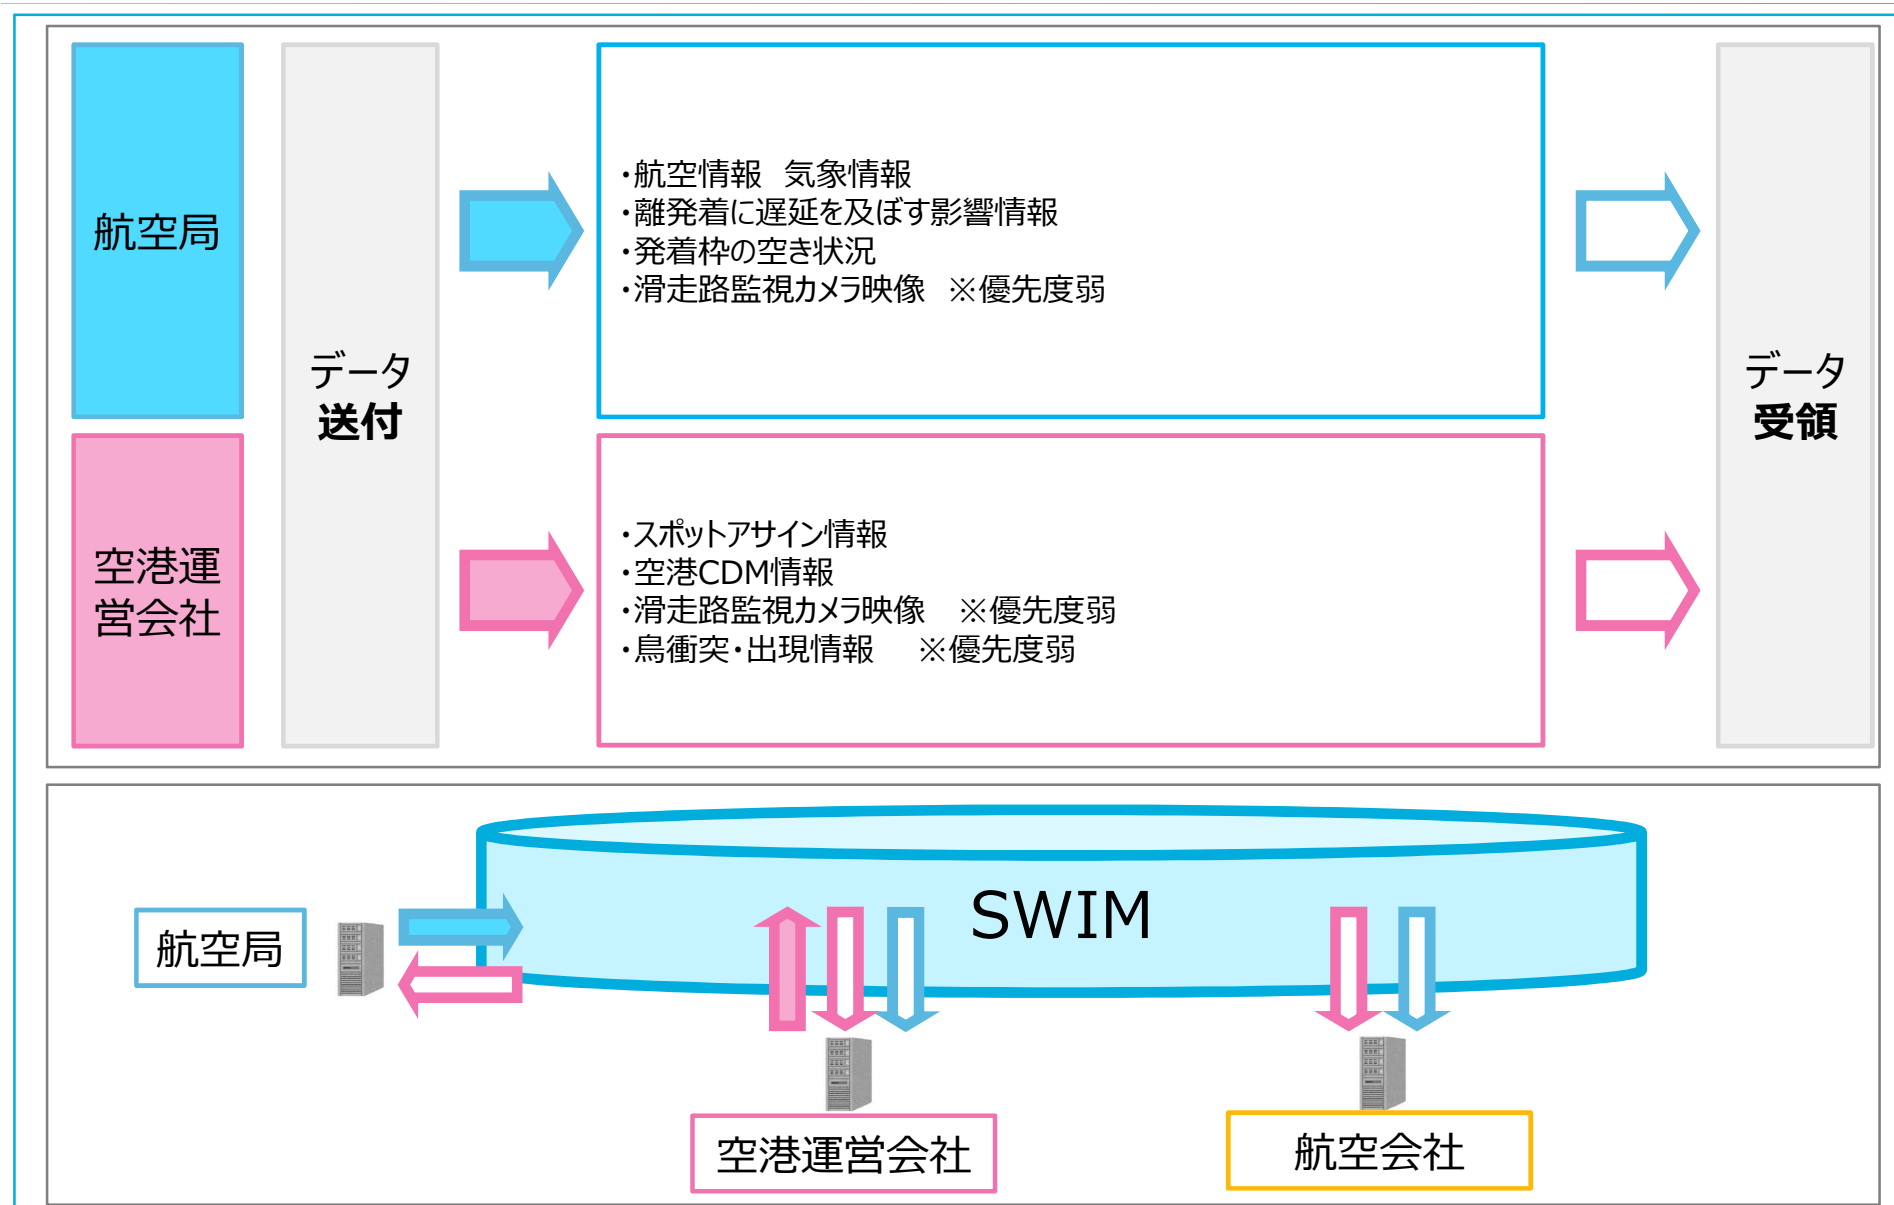 航空局
データ
送付
・航空情報　気象情報
・離発着に遅延を及ぼす影響情報
・発着枠の空き状況
・滑走路監視カメラ映像　※優先度弱
データ
受領
空港運
営会社
・スポットアサイン情報
・空港CDM情報
・滑走路監視カメラ映像　※優先度弱
・鳥衝突・出現情報　※優先度弱
SWIM
航空局
空港運営会社
航空会社